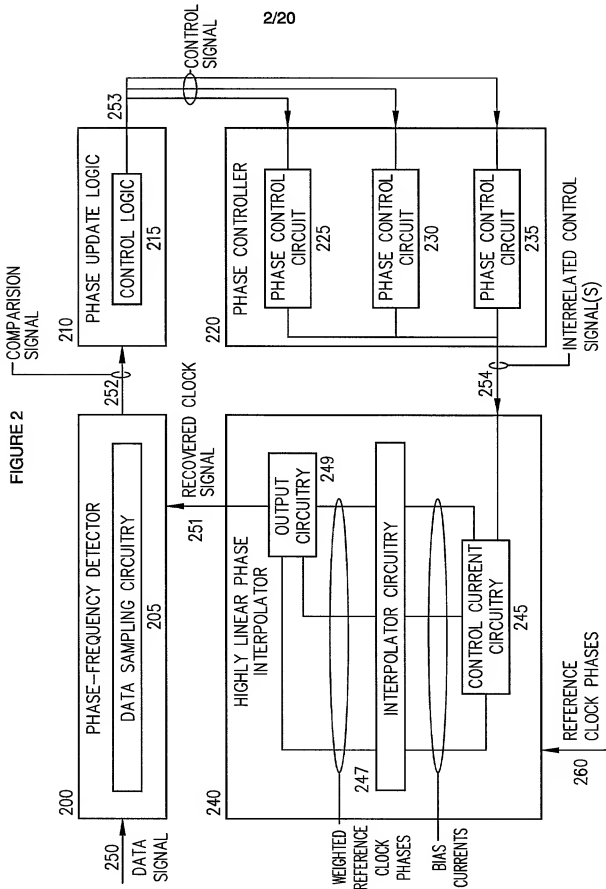 2/20
FIGURE 2
COMPARISION
SIGNAL
200
PHASE-FREQUENCY DETECTOR
DATA SAMPLING CIRCUITRY
205
250
DATA
SIGNAL
252
210
PHASE UPDATE LOGIC
CONTROL LOGIC
215
253
CONTROL
SIGNAL
251
RECOVERED CLOCK
SIGNAL
240
HIGHLY LINEAR PHASE
INTERPOLATOR
OUTPUT
CIRCUITRY
249
247
INTERPOLATOR CIRCUITRY
CONTROL CURRENT
CIRCUITRY
245
WEIGHTED
REFERENCE
CLOCK
PHASES
BIAS
CURRENTS
260
REFERENCE
CLOCK PHASES
220
PHASE CONTROLLER
PHASE CONTROL
CIRCUIT
225
PHASE CONTROL
CIRCUIT
230
PHASE CONTROL
CIRCUIT
235
254
INTERRELATED CONTROL
SIGNAL(S)